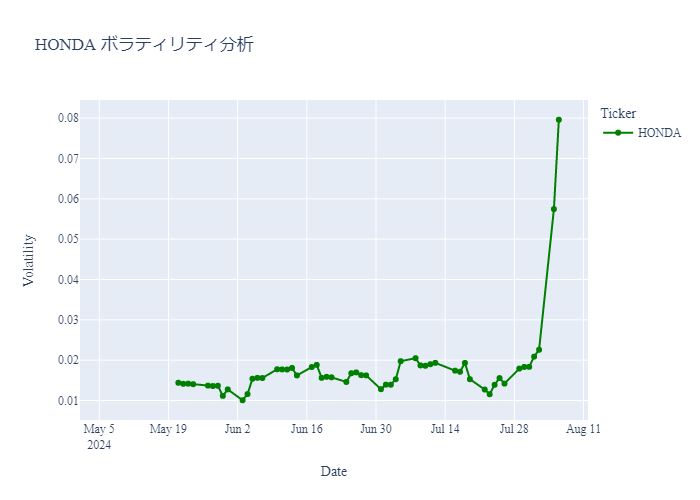 HONDA ボラティリティ分析
Ticker
HONDA
Volatility
0.08
0.07
0.06
0.05
0.04
0.03
0.02
0.01
May 5
2024
May 19
Jun 2
Jun 16
Jun 30
Jul 14
Jul 28
Aug 11
Date